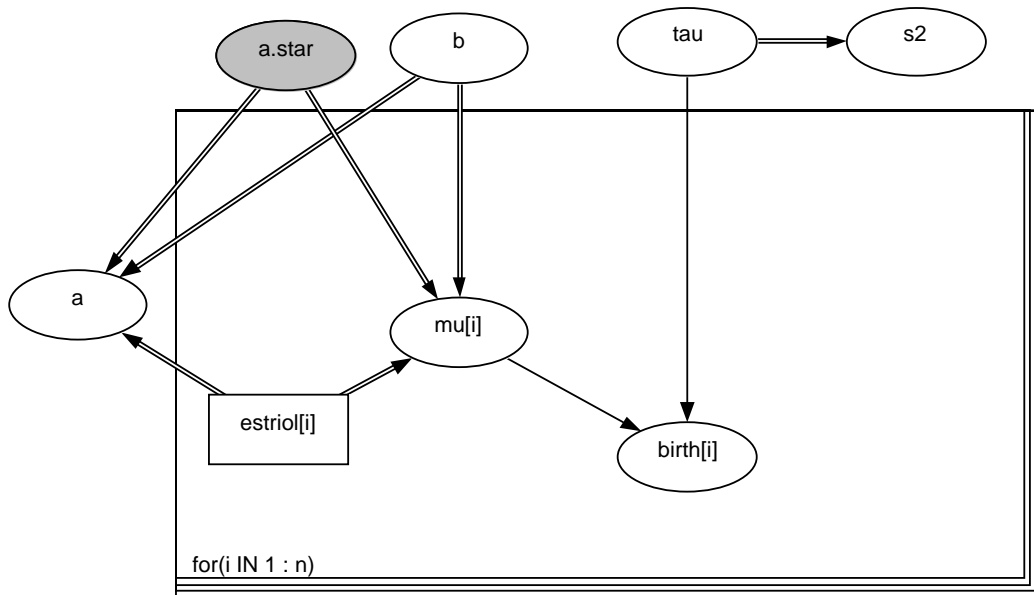 a.star
b
tau
s2
a
mu[i]
estriol[i]
birth[i]
for(i IN 1 : n)